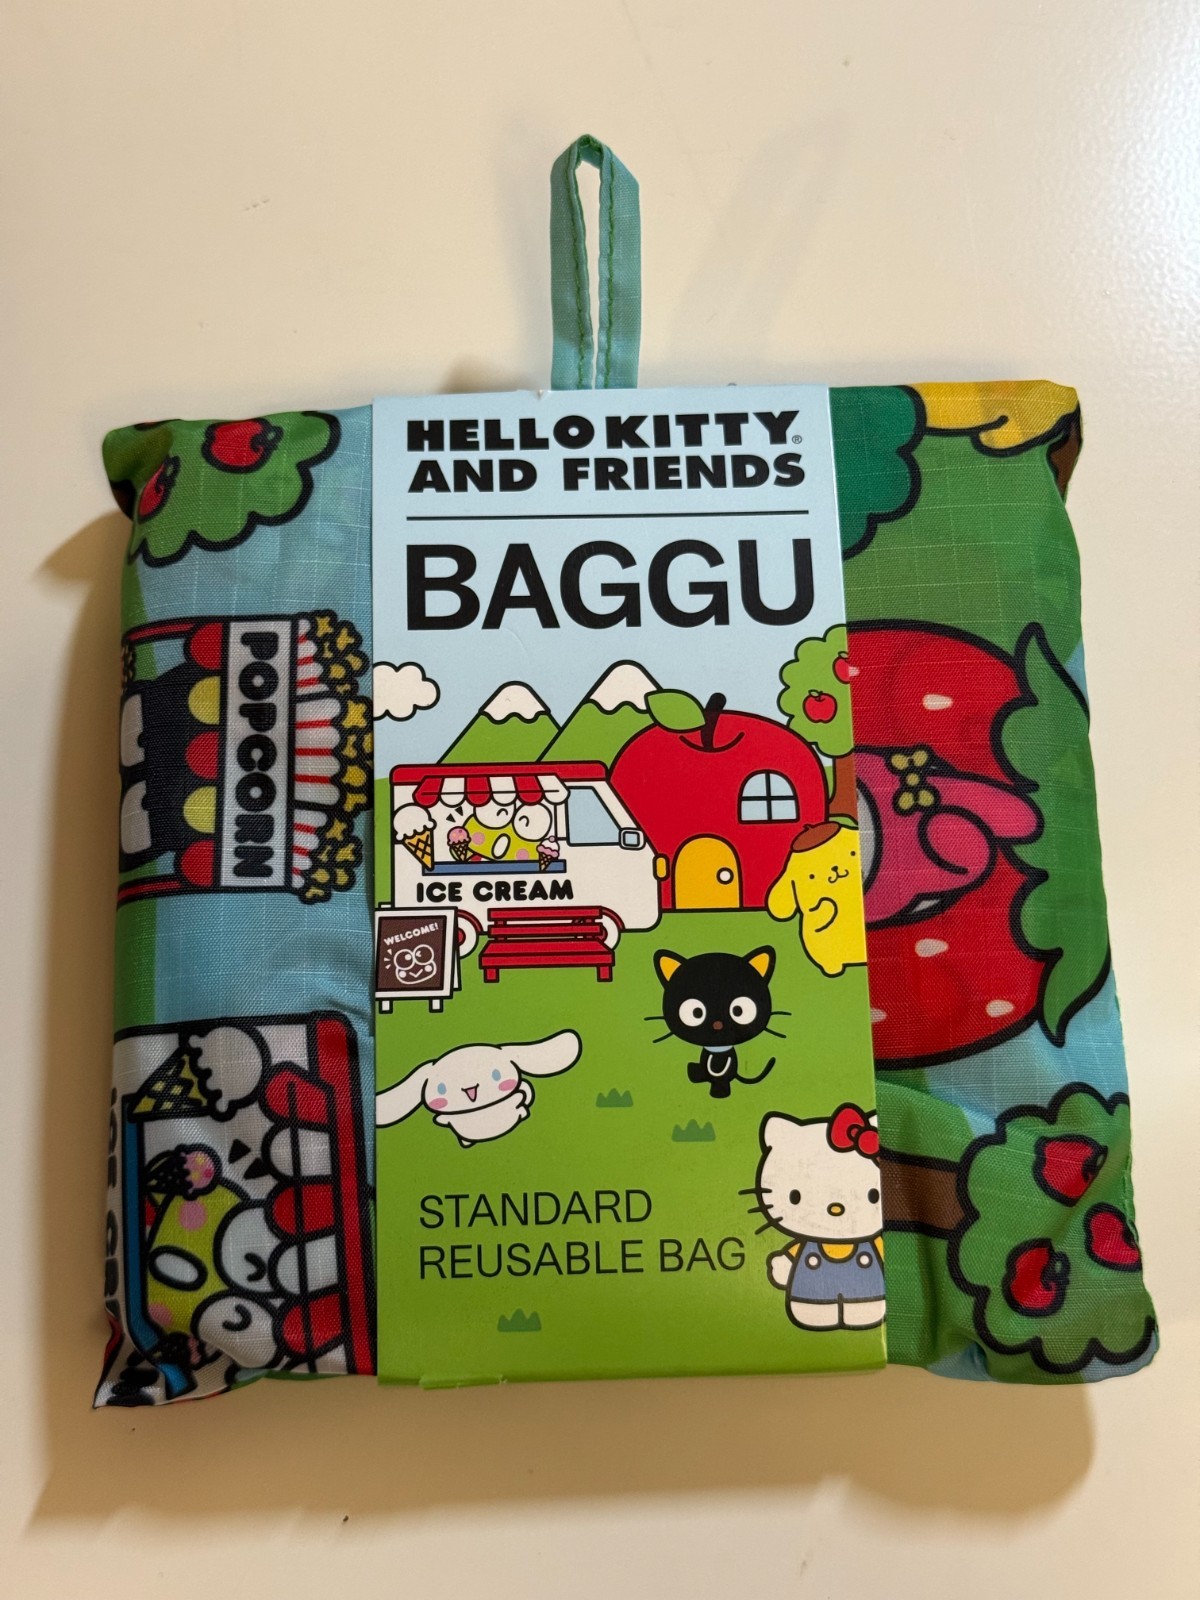 HELLO KITTY®
AND FRIENDS
BAGGU
POPCORN
ICE CREAM
WELCOME!
STANDARD
REUSABLE BAG